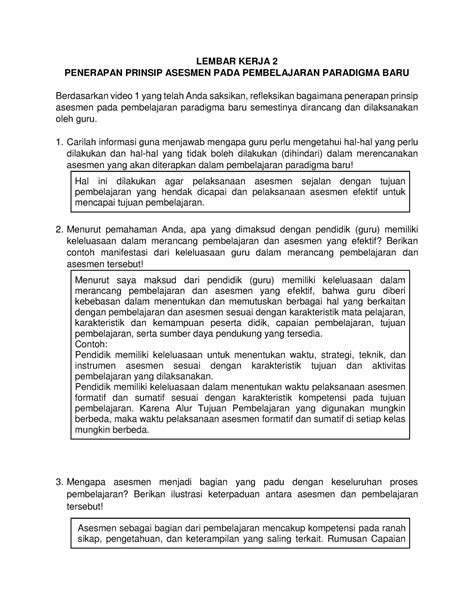 LEMBAR KERJA 2
PENERAPAN PRINSIP ASESMEN PADA PEMBELAJARAN PARADIGMA BARU
Berdasarkan video 1 yang telah Anda saksikan, refleksikan bagaimana penerapan prinsip
asesmen pada pembelajaran paradigma baru semestinya dirancang dan dilaksanakan
oleh guru.
1. Carilah informasi guna menjawab mengapa guru perlu mengetahui hal-hal yang perlu
dilakukan dan hal-hal yang tidak boleh dilakukan (dihindari) dalam merencanakan
asesmen yang akan diterapkan dalam pembelajaran paradigma baru!
Hal ini dilakukan agar pelaksanaan asesmen sejalan dengan tujuan
pembelajaran yang hendak dicapai dan pelaksanaan asesmen efektif untuk
mencapai tujuan pembelajaran.
2. Menurut pemahaman Anda, apa yang dimaksud dengan pendidik (guru) memiliki
keleluasaan dalam merancang pembelajaran dan asesmen yang efektif? Berikan
contoh manifestasi dari keleluasaan guru dalam merancang pembelajaran dan
asesmen tersebut!
Menurut saya maksud dari pendidik (guru) memiliki keleluasaan dalam
merancang pembelajaran dan asesmen yang efektif, bahwa guru diberi
kebebasan dalam menentukan dan memutuskan berbagai hal yang berkaitan
dengan pembelajaran dan asesmen sesuai dengan karakteristik mata pelajaran,
karakteristik dan kemampuan peserta didik, capaian pembelajaran, tujuan
pembelajaran, serta sumber daya pendukung yang tersedia.
Contoh:
Pendidik memiliki keleluasaan untuk menentukan waktu, strategi, teknik, dan
instrumen asesmen sesuai dengan karakteristik tujuan dan aktivitas
pembelajaran yang dilaksanakan.
Pendidik memiliki keleluasaan dalam menentukan waktu pelaksanaan asesmen
formatif dan sumatif sesuai dengan karakteristik kompetensi pada tujuan
pembelajaran. Karena Alur Tujuan Pembelajaran yang digunakan mungkin
berbeda, maka waktu pelaksanaan asesmen formatif dan sumatif di setiap kelas
mungkin berbeda.
3. Mengapa asesmen menjadi bagian yang padu dengan keseluruhan proses
pembelajaran? Berikan ilustrasi keterpaduan antara asesmen dan pembelajaran
tersebut!
Asesmen sebagai bagian dari pembelajaran mencakup kompetensi pada ranah
sikap, pengetahuan, dan keterampilan yang saling terkait. Rumusan Capaian